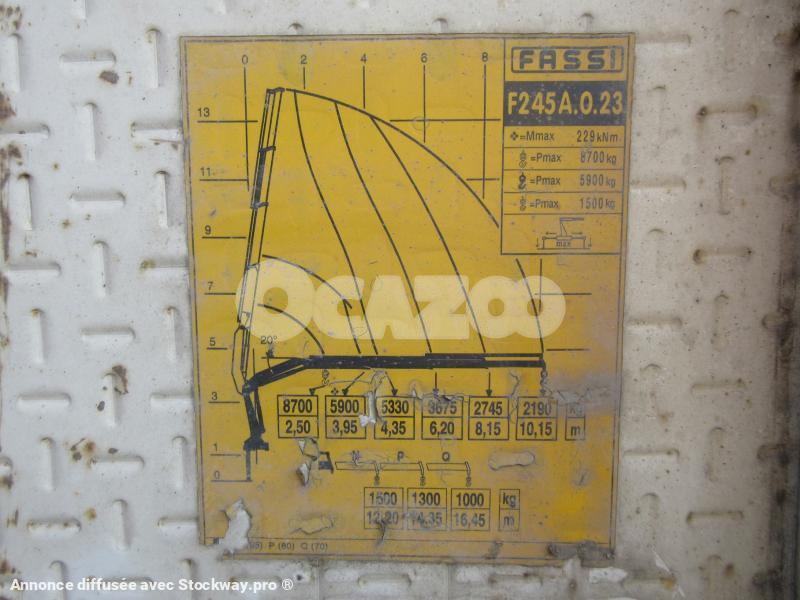 FASSI
F245A.0.23
=Mmax 229 kNm.
=Pmax 8700 kg
=Pmax 5900 kg
=Pmax 1500 kg
max
0 2 4 6 8
13
11
9
7
5
3
1
0
20°
OCAZOO
8700 5900 5330 3675 2745 2190 kg
2,50 3,95 4,35 6,20 8,15 10,15 m
N P Q
1500 1300 1000 kg
12,20 14,35 16,45 m
P (80) Q (70)
Annonce diffusée avec Stockway.pro ®